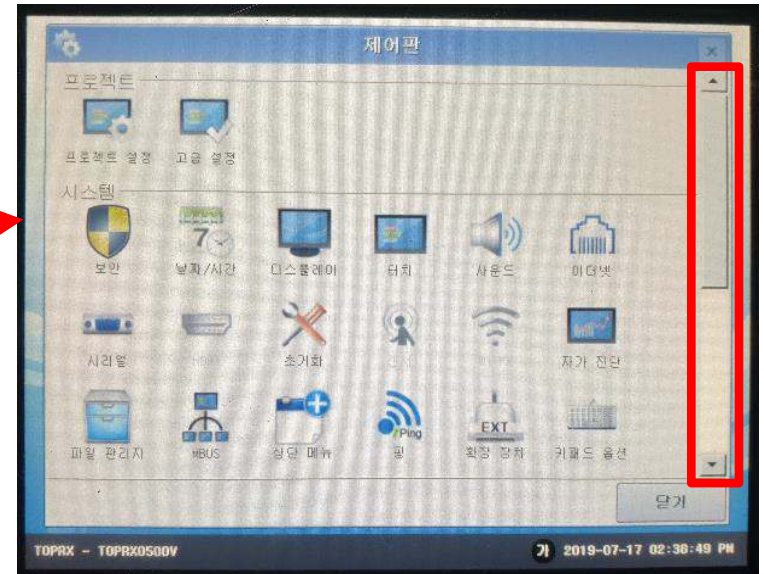 제어판
프로젝트
프로젝트 설정 고급 설정
시스템
7
보안 날짜/시간 디스플레이 터치 사운드 이더넷
시리얼 초기화 자가 진단
Ping
EXT
파일 관리자 MBUS 상단 메뉴 핑 확장 장치 키패드 옵션
닫기
TOPRX - TOPRX0500V 가 2019-07-17 02:36:49 PM